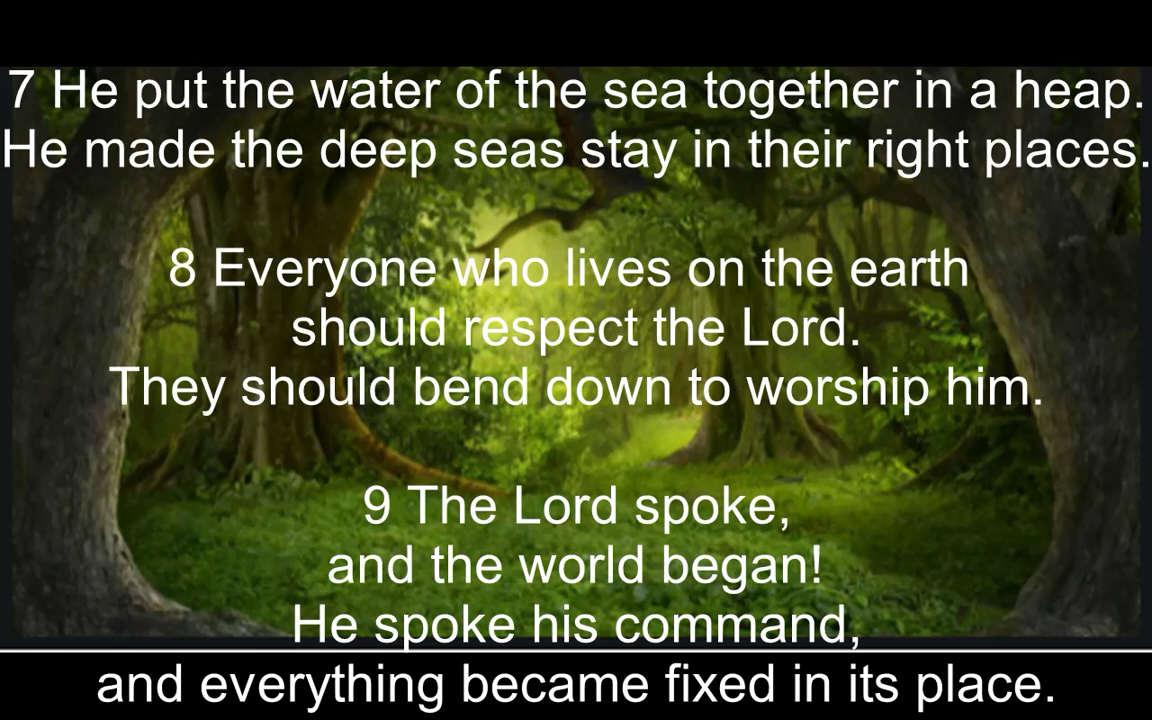 7 He put the water of the sea together in a heap.
He made the deep seas stay in their right places.
8 Everyone who lives on the earth
should respect the Lord.
They should bend down to worship him.
9 The Lord spoke,
and the world began!
He spoke his command,
and everything became fixed in its place.